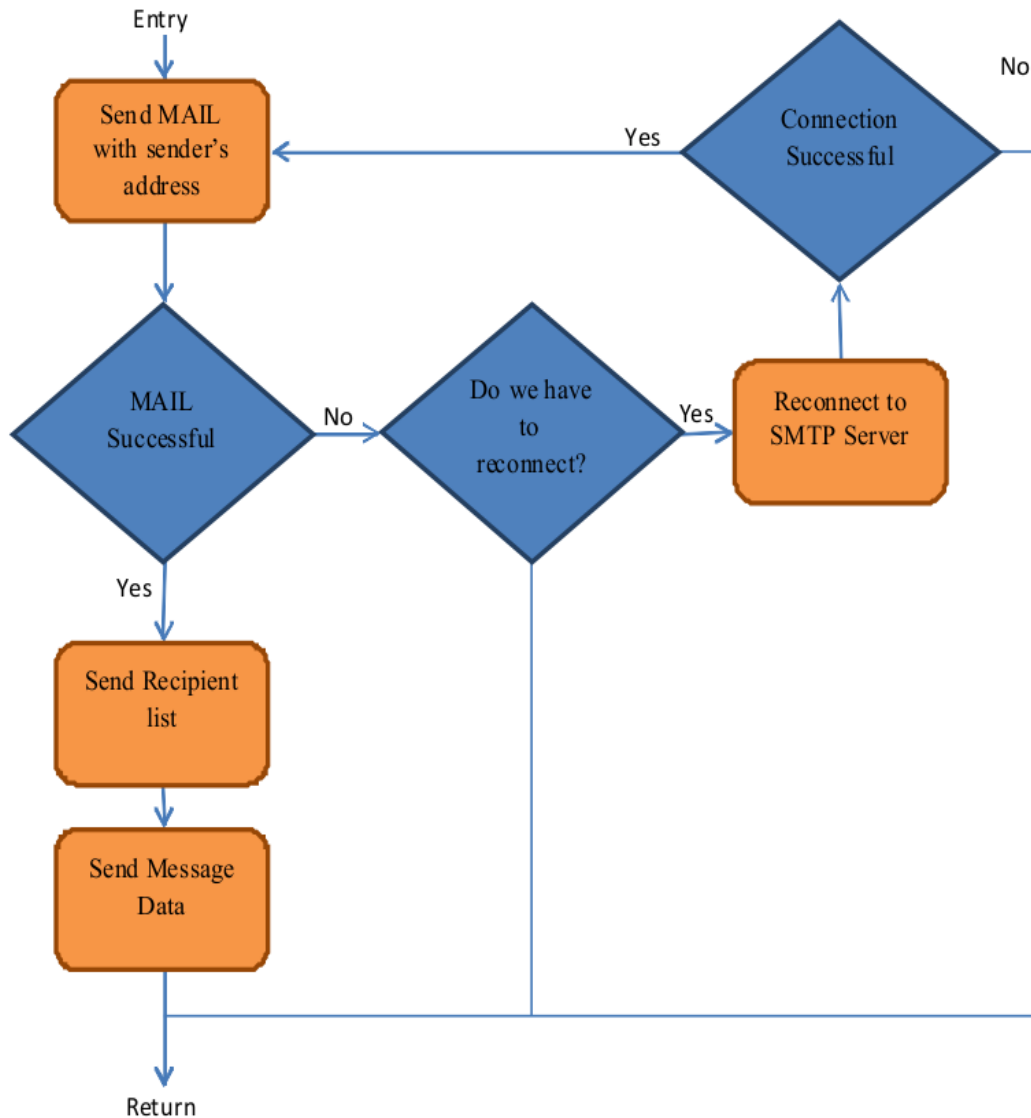 Entry
Send MAIL
with sender's
address
Yes
Connection
Successful
No
MAIL
Successful
No
Do we have
to
reconnect?
Yes
Reconnect to
SMTP Server
Yes
Send Recipient
list
Send Message
Data
Return